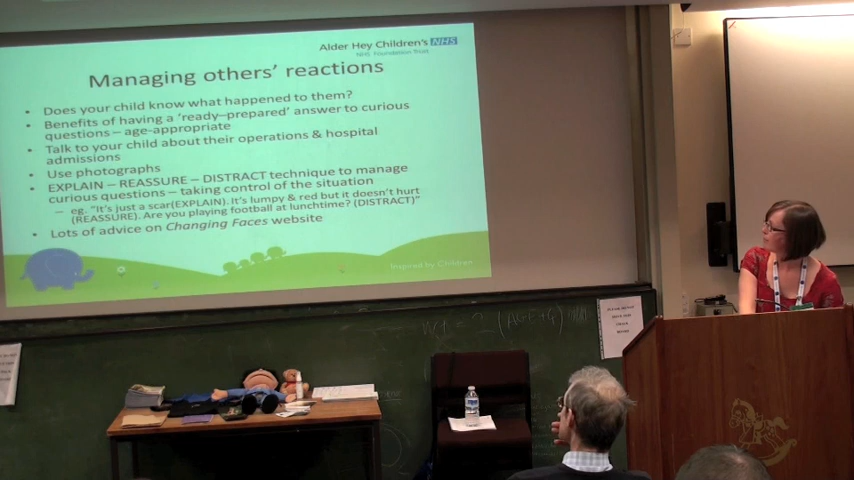 Alder Hey Children's NHS
NHS Foundation Trust
Managing others' reactions
• Does your child know what happened to them?
• Benefits of having a 'ready–prepared' answer to curious
questions – age-appropriate
• Talk to your child about their operations & hospital
admissions
• Use photographs
• EXPLAIN – REASSURE – DISTRACT technique to manage
curious questions – taking control of the situation
– eg. "It's just a scar(EXPLAIN). It's lumpy & red but it doesn't hurt
(REASSURE). Are you playing football at lunchtime? (DISTRACT)"
• Lots of advice on Changing Faces website
Inspired by Children